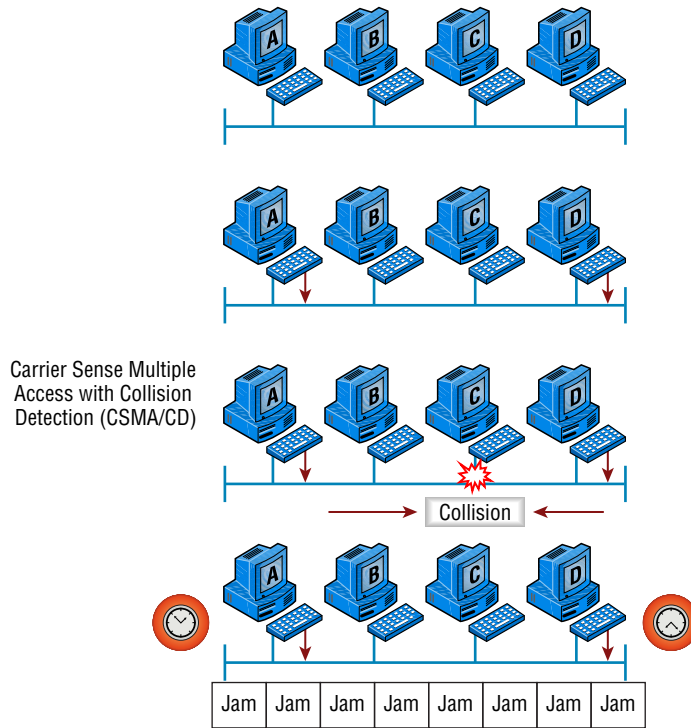 A B C D
A B C D
Carrier Sense Multiple
Access with Collision
Detection (CSMA/CD)
A B C D
Collision
A B C D
Jam Jam Jam Jam Jam Jam Jam Jam